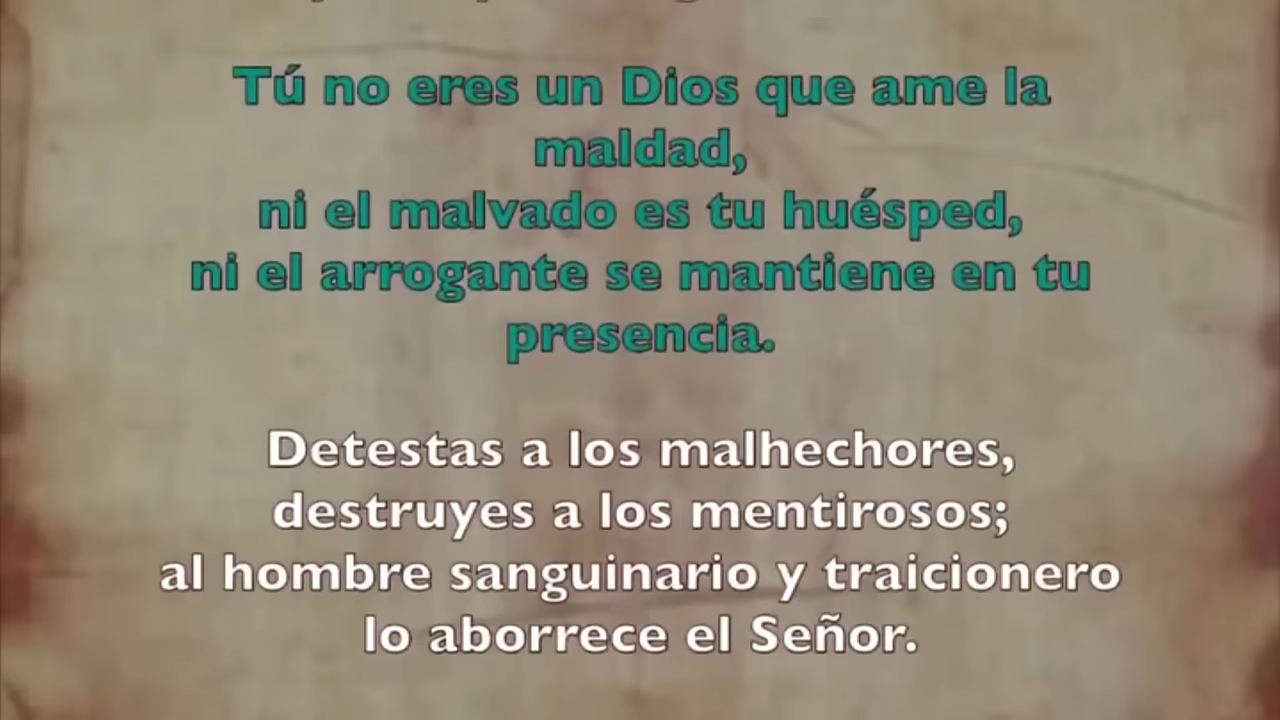 Tú no eres un Dios que ame la
maldad,
ni el malvado es tu huésped,
ni el arrogante se mantiene en tu
presencia.
Detestas a los malhechores,
destruyes a los mentirosos;
al hombre sanguinario y traicionero
lo aborrece el Señor.